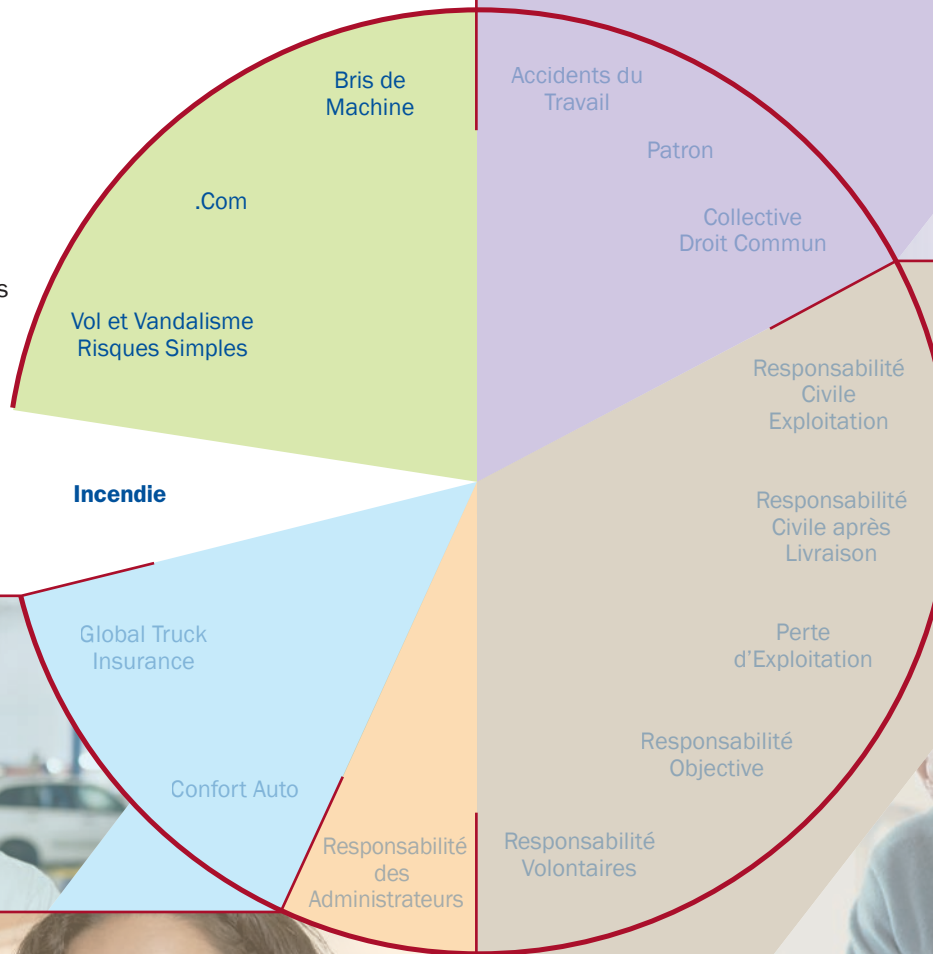 Bris de
Machine
.Com
s
Vol et Vandalisme
Risques Simples
Incendie
Global Truck
Insurance
Confort Auto
Responsabilité
des
Administrateurs
Accidents du
Travail
Patron
Collective
Droit Commun
Responsabilité
Civile
Exploitation
Responsabilité
Civile après
Livraison
Perte
d’Exploitation
Responsabilité
Objective
Responsabilité
Volontaires